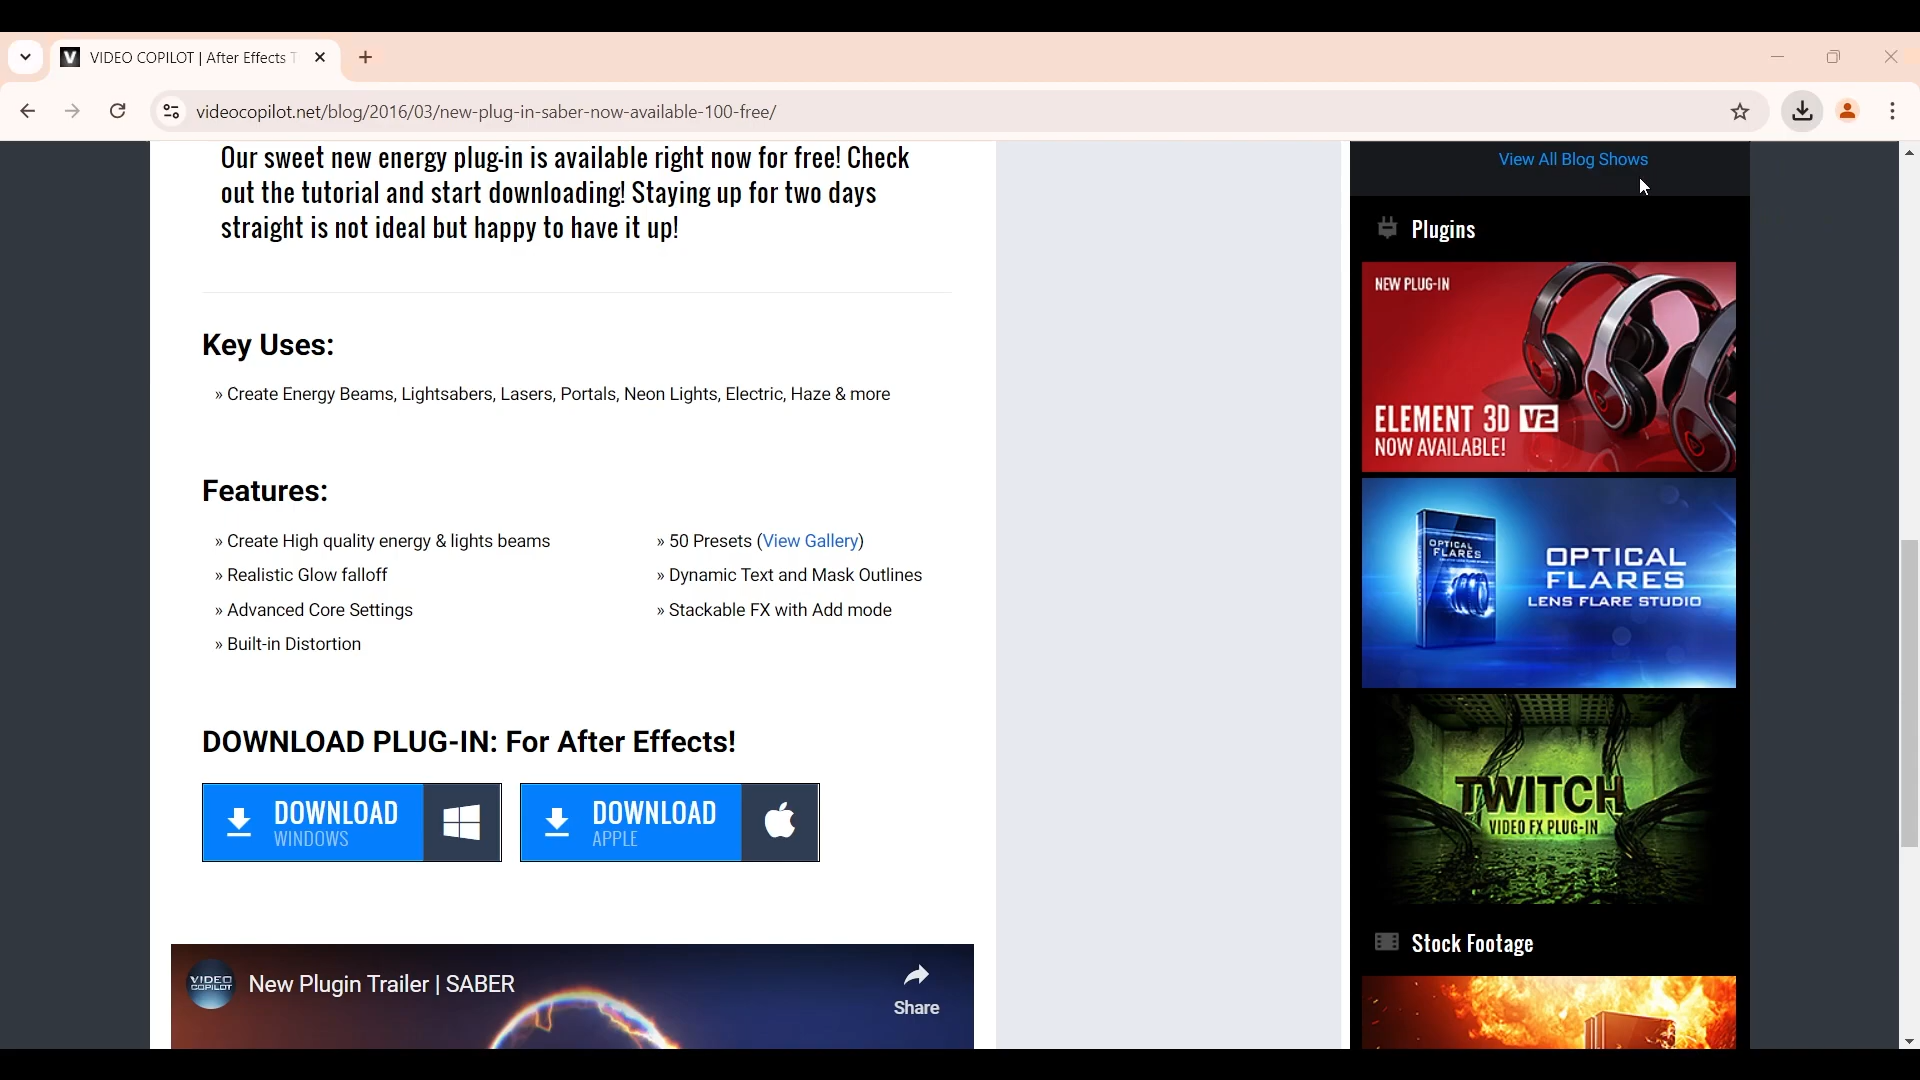 VIDEO COPILOT | After Effects T
videocopilot.net/blog/2016/03/new-plug-in-saber-now-available-100-free/
Our sweet new energy plug-in is available right now for free! Check
out the tutorial and start downloading! Staying up for two days
straight is not ideal but happy to have it up!
Key Uses:
» Create Energy Beams, Lightsabers, Lasers, Portals, Neon Lights, Electric, Haze & more
Features:
» Create High quality energy & lights beams
» Realistic Glow falloff
» Advanced Core Settings
» Built-in Distortion
» 50 Presets (View Gallery)
» Dynamic Text and Mask Outlines
» Stackable FX with Add mode
DOWNLOAD PLUG-IN: For After Effects!
DOWNLOAD
WINDOWS
DOWNLOAD
APPLE
VIDEO
COPILOT
New Plugin Trailer | SABER
Share
View All Blog Shows
Plugins
NEW PLUG-IN
ELEMENT 3D V2
NOW AVAILABLE!
OPTICAL
FLARES
OPTICAL
FLARES
LENS FLARE STUDIO
TWITCH
VIDEO FX PLUG-IN
Stock Footage